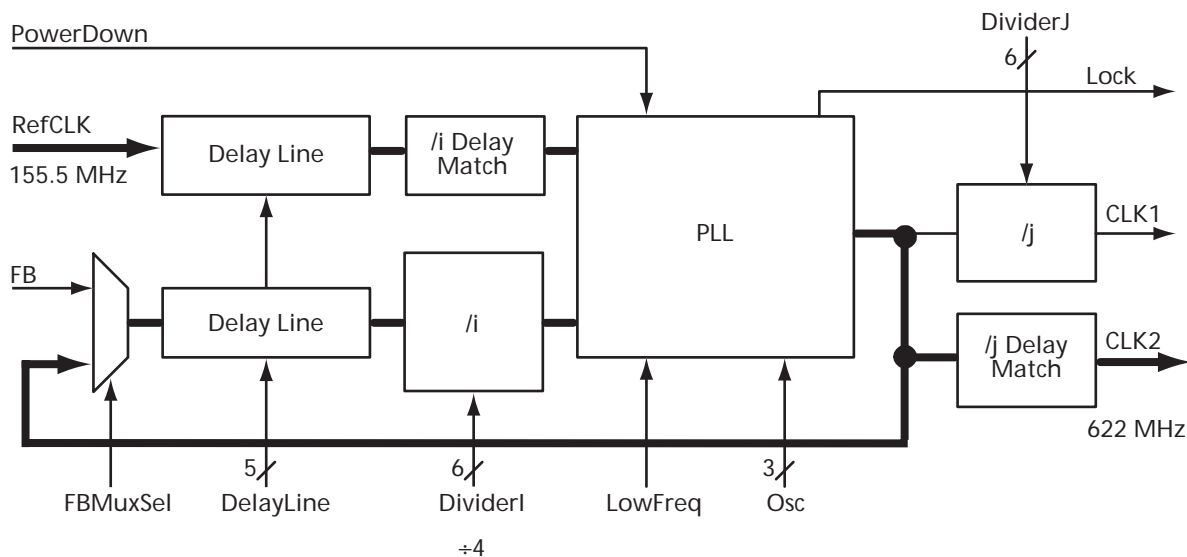 PowerDown
DividerJ
6
Lock
RefCLK
155.5 MHz
Delay Line
/i Delay
Match
PLL
/j
CLK1
FB
Delay Line
/i
/j Delay
Match
CLK2
622 MHz
5
6
3
FBMuxSel
DelayLine
DividerI
LowFreq
Osc
÷4